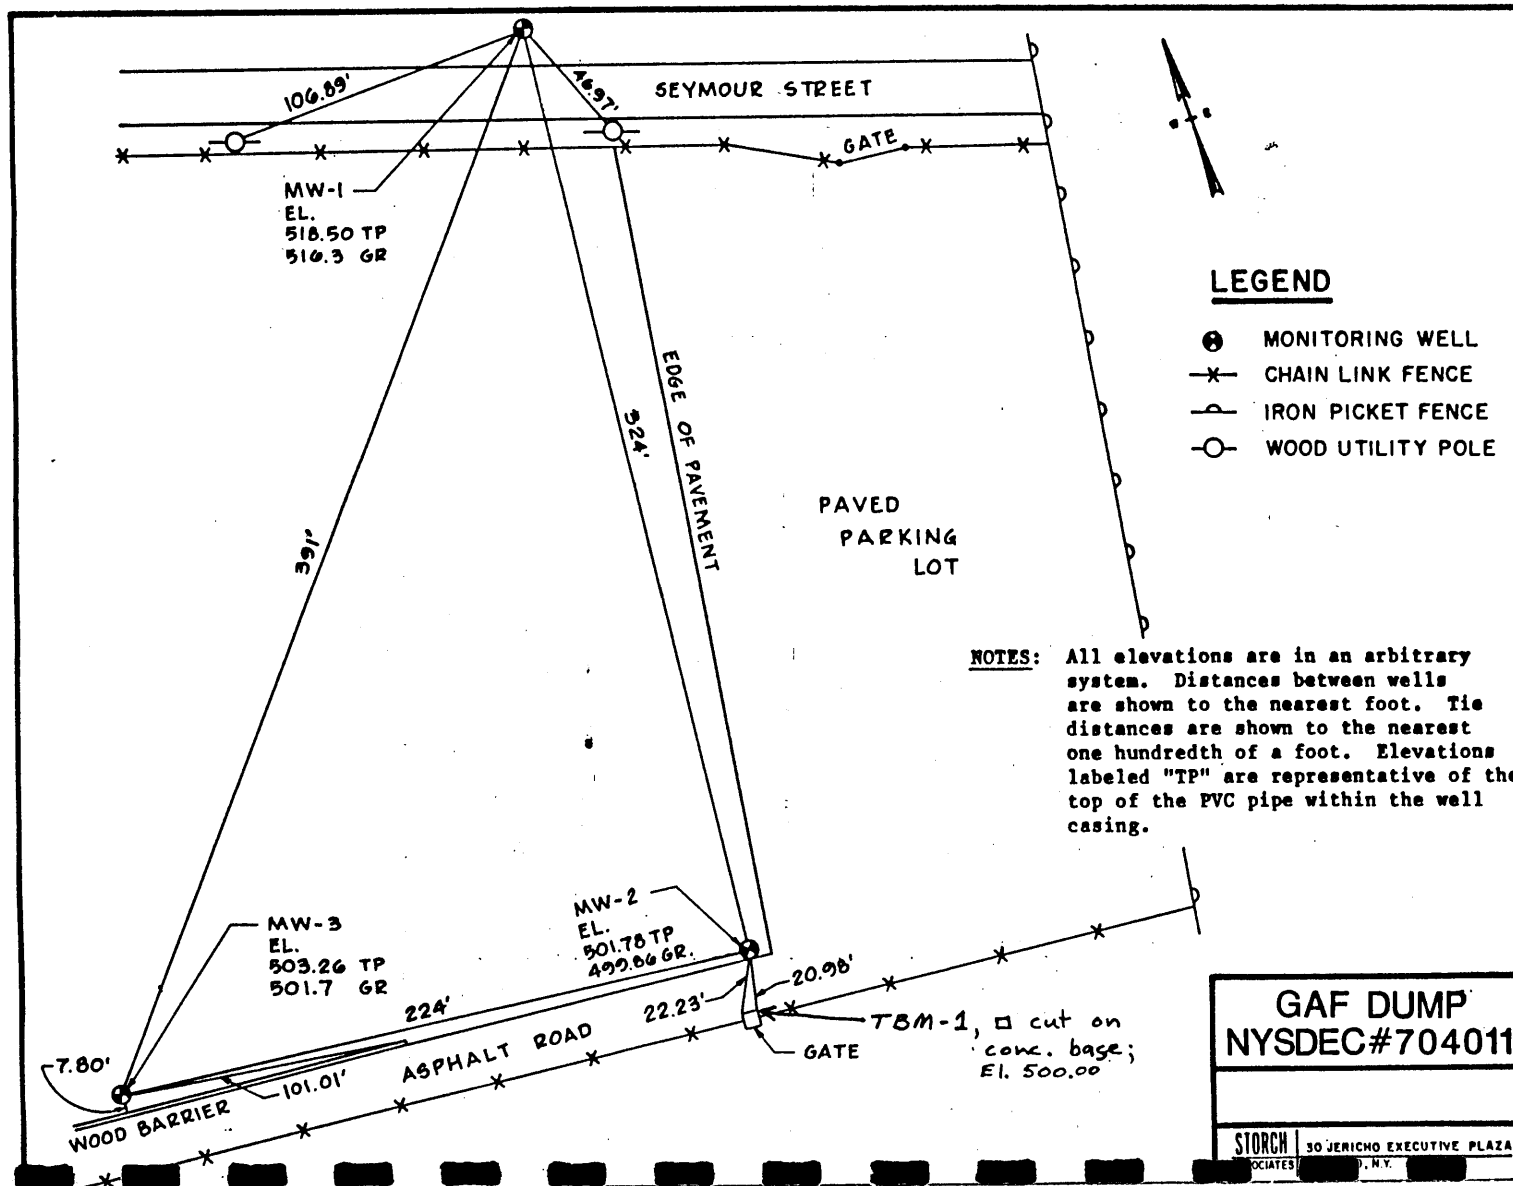 106.89'
46.97'
SEYMOUR STREET
GATE
MW-1
EL.
518.50 TP
516.3 GR
LEGEND
MONITORING WELL
CHAIN LINK FENCE
IRON PICKET FENCE
WOOD UTILITY POLE
EDGE OF PAVEMENT
324'
391'
PAVED
PARKING
LOT
NOTES: All elevations are in an arbitrary
system. Distances between wells
are shown to the nearest foot. Tie
distances are shown to the nearest
one hundredth of a foot. Elevations
labeled "TP" are representative of the
top of the PVC pipe within the well
casing.
MW-3
EL.
503.26 TP
501.7 GR
MW-2
EL.
501.78 TP
499.86 GR.
224'
22.23'
20.98'
TBM-1, □ cut on
conc. base;
El. 500.00
GATE
7.80'
101.01'
ASPHALT ROAD
WOOD BARRIER
GAF DUMP
NYSDEC#704011
STORCH
OCIATES
30 JERICHO EXECUTIVE PLAZA
, N.Y.